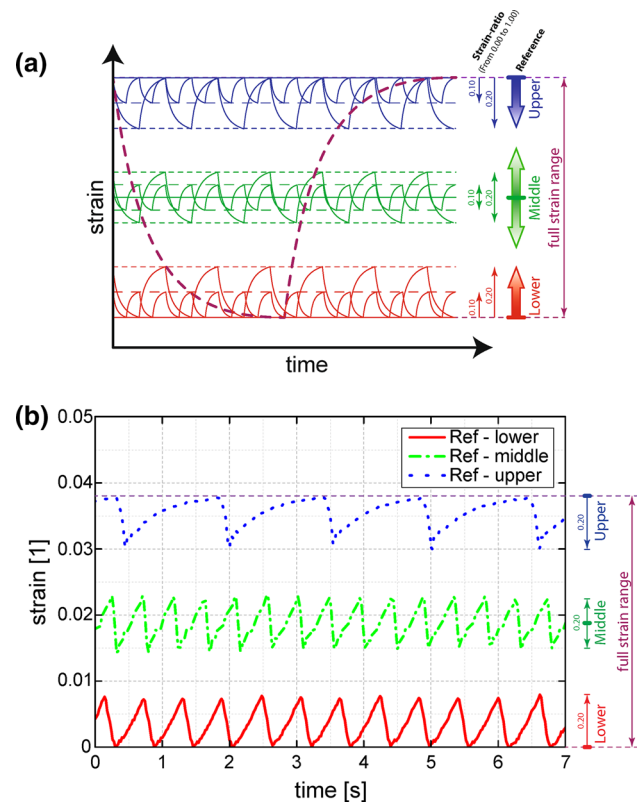 (a)
Strain-ratio
(From 0.00 to 1.00)
Reference
0.10
0.20
Upper
strain
0.10
0.20
Middle
full strain range
0.10
0.20
Lower
time
(b)
0.05
0.04
0.03
0.02
0.01
0
strain [1]
Ref - lower
Ref - middle
Ref - upper
0.20
Upper
0.20
Middle
0.20
Lower
full strain range
0 1 2 3 4 5 6 7
time [s]